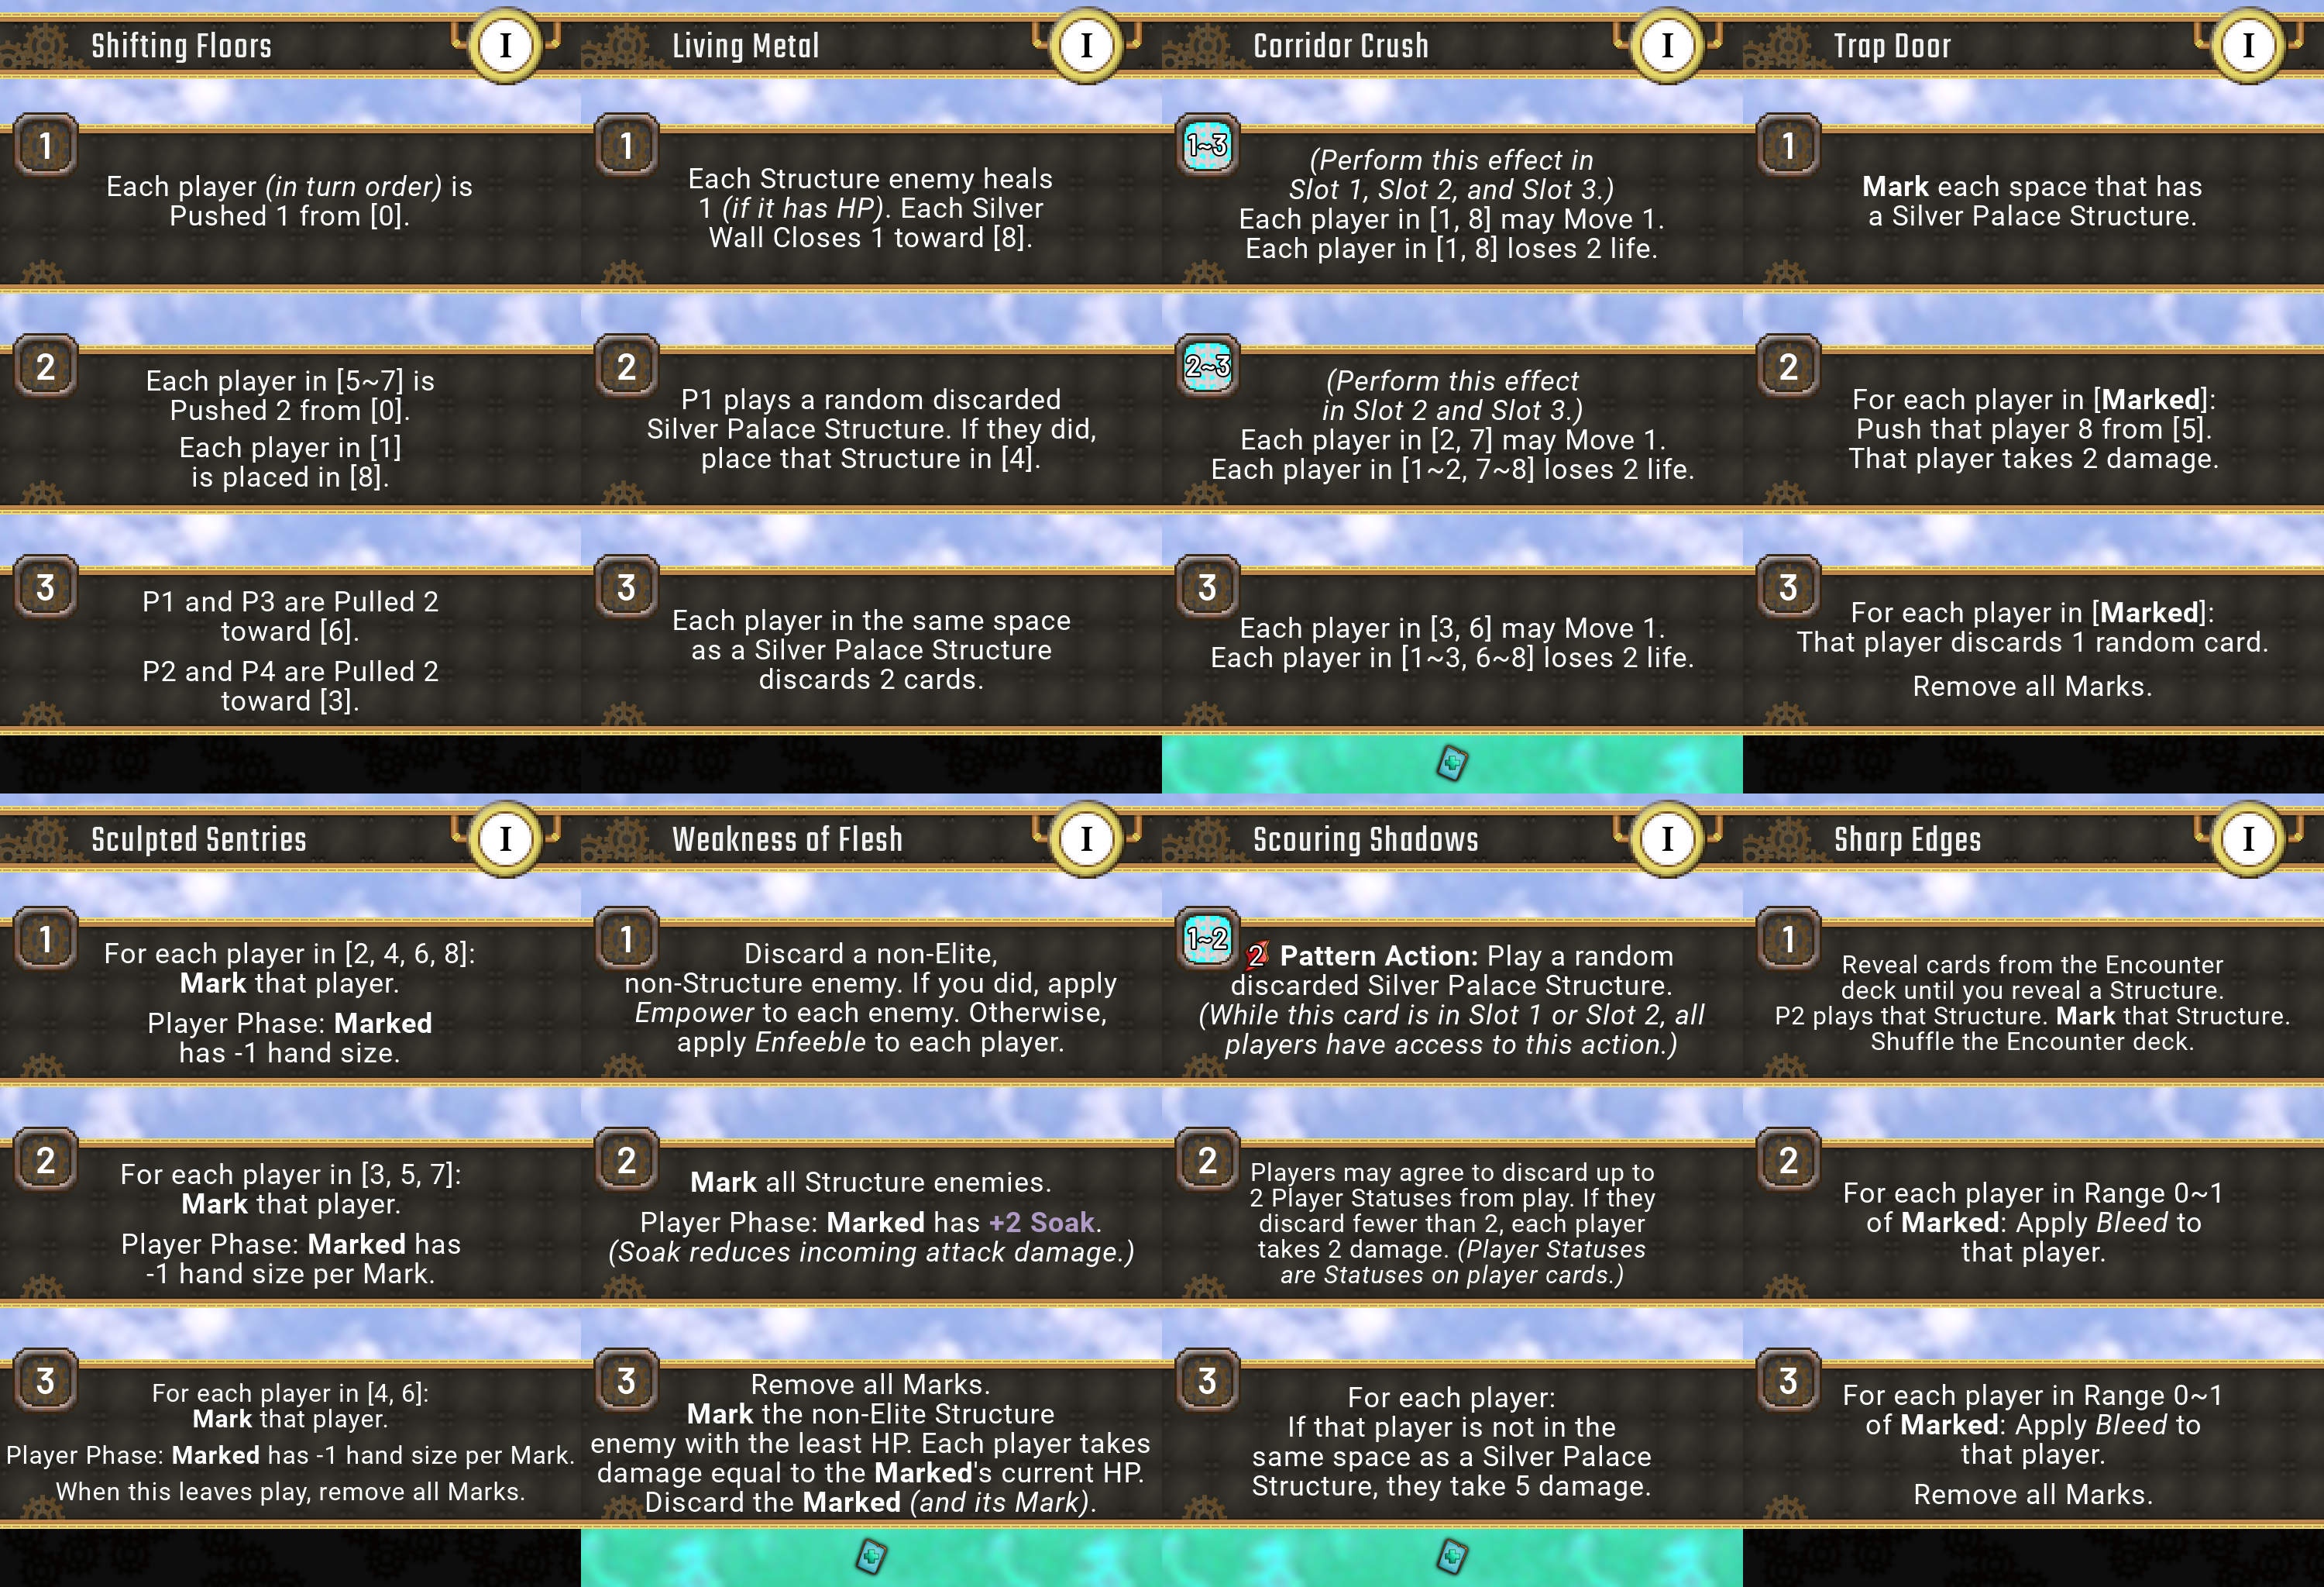 Shifting Floors
I
1
Each player (in turn order) is
Pushed 1 from [0].
2
Each player in [5~7] is
Pushed 2 from [0].
Each player in [1]
is placed in [8].
3
P1 and P3 are Pulled 2
toward [6].
P2 and P4 are Pulled 2
toward [3].
Living Metal
I
1
Each Structure enemy heals
1 (if it has HP). Each Silver
Wall Closes 1 toward [8].
2
P1 plays a random discarded
Silver Palace Structure. If they did,
place that Structure in [4].
3
Each player in the same space
as a Silver Palace Structure
discards 2 cards.
Corridor Crush
I
1~3
(Perform this effect in
Slot 1, Slot 2, and Slot 3.)
Each player in [1, 8] may Move 1.
Each player in [1, 8] loses 2 life.
2~3
(Perform this effect
in Slot 2 and Slot 3.)
Each player in [2, 7] may Move 1.
Each player in [1~2, 7~8] loses 2 life.
3
Each player in [3, 6] may Move 1.
Each player in [1~3, 6~8] loses 2 life.
Trap Door
I
1
Mark each space that has
a Silver Palace Structure.
2
For each player in [Marked]:
Push that player 8 from [5].
That player takes 2 damage.
3
For each player in [Marked]:
That player discards 1 random card.
Remove all Marks.
Sculpted Sentries
I
1
For each player in [2, 4, 6, 8]:
Mark that player.
Player Phase: Marked
has -1 hand size.
2
For each player in [3, 5, 7]:
Mark that player.
Player Phase: Marked has
-1 hand size per Mark.
3
For each player in [4, 6]:
Mark that player.
Player Phase: Marked has -1 hand size per Mark.
When this leaves play, remove all Marks.
Weakness of Flesh
I
1
Discard a non-Elite,
non-Structure enemy. If you did, apply
Empower to each enemy. Otherwise,
apply Enfeeble to each player.
2
Mark all Structure enemies.
Player Phase: Marked has +2 Soak.
(Soak reduces incoming attack damage.)
3
Remove all Marks.
Mark the non-Elite Structure
enemy with the least HP. Each player takes
damage equal to the Marked's current HP.
Discard the Marked (and its Mark).
Scouring Shadows
I
1~2
2 Pattern Action: Play a random
discarded Silver Palace Structure.
(While this card is in Slot 1 or Slot 2, all
players have access to this action.)
2
Players may agree to discard up to
2 Player Statuses from play. If they
discard fewer than 2, each player
takes 2 damage. (Player Statuses
are Statuses on player cards.)
3
For each player:
If that player is not in the
same space as a Silver Palace
Structure, they take 5 damage.
Sharp Edges
I
1
Reveal cards from the Encounter
deck until you reveal a Structure.
P2 plays that Structure. Mark that Structure.
Shuffle the Encounter deck.
2
For each player in Range 0~1
of Marked: Apply Bleed to
that player.
3
For each player in Range 0~1
of Marked: Apply Bleed to
that player.
Remove all Marks.